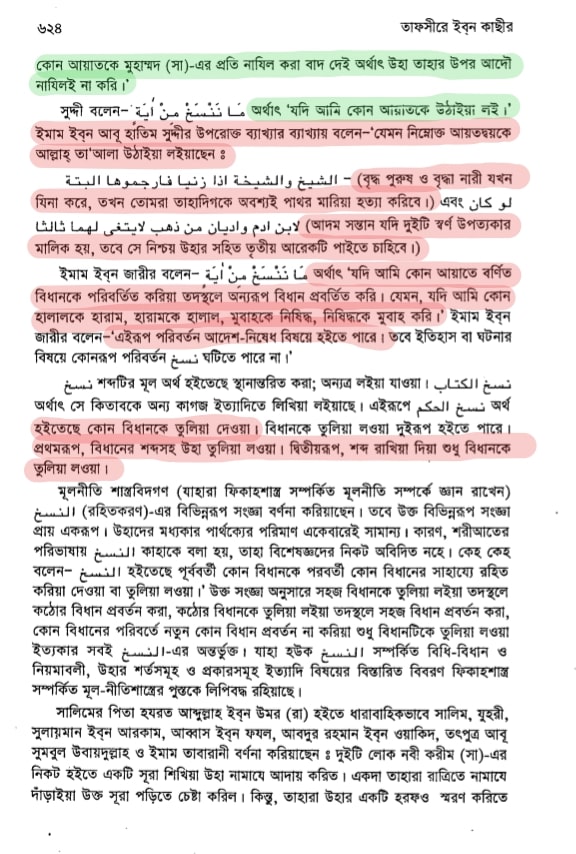 ৬২৪ তাফসীরে ইব্‌ন কাছীর
কোন আয়াতকে মুহাম্মদ (সা)-এর প্রতি নাযিল করা বাদ দেই অর্থাৎ উহা তাহার উপর আদৌ
নাযিলই না করি।’
সুদ্দী বলেন– مَا نَنْسَخْ مِنْ أَيَةٍ অর্থাৎ ‘যদি আমি কোন আয়াতকে উঠাইয়া লই।’
ইমাম ইব্‌ন আবূ হাতিম সুদ্দীর উপরোক্ত ব্যাখ্যার ব্যাখ্যায় বলেন–‘যেমন নিম্নোক্ত আয়তদ্বয়কে
আল্লাহ্ তা‘আলা উঠাইয়া লইয়াছেন ঃ
الشيخ والشيخة اذا زنيا فارجموها البتة – (বৃদ্ধ পুরুষ ও বৃদ্ধা নারী যখন
যিনা করে, তখন তোমরা তাহাদিগকে অবশ্যই পাথর মারিয়া হত্যা করিবে।) এবং لو كان
لابن ادم واديان من ذهب لايتغى لهما ثالثا (আদম সন্তান যদি দুইটি স্বর্ণ উপত্যকার
মালিক হয়, তবে সে নিশ্চয় উহার সহিত তৃতীয় আরেকটি পাইতে চাহিবে।)
ইমাম ইব্‌ন জারীর বলেন– مَا نَنْسَخْ مِنْ أَيَةٍ অর্থাৎ ‘যদি আমি কোন আয়াতে বর্ণিত
বিধানকে পরিবর্তিত করিয়া তদস্থলে অন্যরূপ বিধান প্রবর্তিত করি। যেমন, যদি আমি কোন
হালালকে হারাম, হারামকে হালাল, মুবাহকে নিষিদ্ধ, নিষিদ্ধকে মুবাহ করি।’ ইমাম ইব্‌ন
জারীর বলেন–‘এইরূপ পরিবর্তন আদেশ-নিষেধ বিষয়ে হইতে পারে। তবে ইতিহাস বা ঘটনার
বিষয়ে কোনরূপ পরিবর্তন نسخ ঘটিতে পারে না।’
نسخ শব্দটির মূল অর্থ হইতেছে স্থানান্তরিত করা; অন্যত্র লইয়া যাওয়া। نسخ الكتاب
অর্থাৎ সে কিতাবকে অন্য কাগজ ইত্যাদিতে লিখিয়া লইয়াছে। এইরূপে نسخ الحكم অর্থ
হইতেছে কোন বিধানকে তুলিয়া দেওয়া। বিধানকে তুলিয়া লওয়া দুইরূপ হইতে পারে।
প্রথমরূপ, বিধানের শব্দসহ উহা তুলিয়া লওয়া। দ্বিতীয়রূপ, শব্দ রাখিয়া দিয়া শুধু বিধানকে
তুলিয়া লওয়া।
মূলনীতি শাস্ত্রবিদগণ (যাহারা ফিকাহশাস্ত্র সম্পর্কিত মূলনীতি সম্পর্কে জ্ঞান রাখেন)
النسخ (রহিতকরণ)-এর বিভিন্নরূপ সংজ্ঞা বর্ণনা করিয়াছেন। তবে উক্ত বিভিন্নরূপ সংজ্ঞা
প্রায় একরূপ। উহাদের মধ্যকার পার্থক্যের পরিমাণ একেবারেই সামান্য। কারণ, শরীআতের
পরিভাষায় النسخ কাহাকে বলা হয়, তাহা বিশেষজ্ঞদের নিকট অবিদিত নহে। কেহ কেহ
বলেন– النسخ হইতেছে পূর্ববর্তী কোন বিধানকে পরবর্তী কোন বিধানের সাহায্যে রহিত
করিয়া দেওয়া বা তুলিয়া লওয়া।’ উক্ত সংজ্ঞা অনুসারে সহজ বিধানকে তুলিয়া লইয়া তদস্থলে
কঠোর বিধান প্রবর্তন করা, কঠোর বিধানকে তুলিয়া লইয়া তদস্থলে সহজ বিধান প্রবর্তন করা,
কোন বিধানের পরিবর্তে নতুন কোন বিধান প্রবর্তন না করিয়া শুধু বিধানটিকে তুলিয়া লওয়া
ইত্যকার সবই النسخ-এর অন্তর্ভুক্ত। যাহা হউক النسخ সম্পর্কিত বিধি-বিধান ও
নিয়মাবলী, উহার শর্তসমূহ ও প্রকারসমূহ ইত্যাদি বিষয়ের বিস্তারিত বিবরণ ফিকাহশাস্ত্র
সম্পর্কিত মূল-নীতিশাস্ত্রের পুস্তকে লিপিবদ্ধ রহিয়াছে।
সালিমের পিতা হযরত আব্দুল্লাহ ইব্‌ন উমর (রা) হইতে ধারাবাহিকভাবে সালিম, যুহরী,
সুলায়মান ইব্‌ন আরকাম, আব্বাস ইব্‌ন ফযল, আবদুর রহমান ইব্‌ন ওয়াকিদ, তৎপুত্র আবূ
সুমবুল উবায়দুল্লাহ ও ইমাম তাবারানী বর্ণনা করিয়াছেন ঃ দুইটি লোক নবী করীম (সা)-এর
নিকট হইতে একটি সূরা শিখিয়া উহা নামাযে আদায় করিত। একদা তাহারা রাত্রিতে নামাযে
দাঁড়াইয়া উক্ত সূরা পড়িতে চেষ্টা করিল। কিন্তু, তাহারা উহার একটি হরফও স্মরণ করিতে